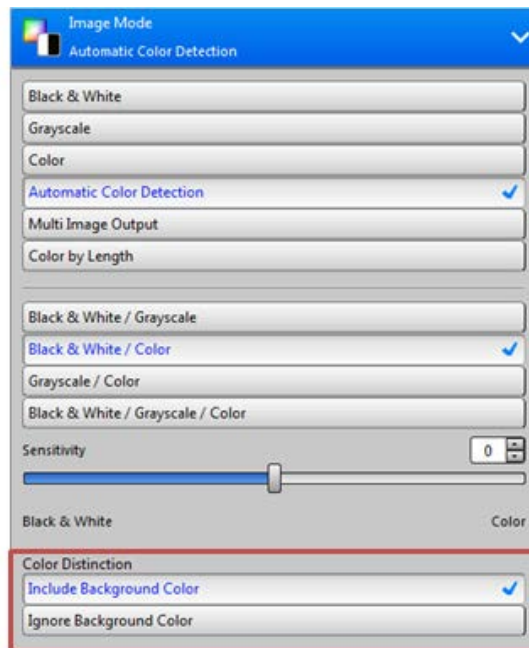 Image Mode
Automatic Color Detection
Black & White
Grayscale
Color
Automatic Color Detection
Multi Image Output
Color by Length
Black & White / Grayscale
Black & White / Color
Grayscale / Color
Black & White / Grayscale / Color
Sensitivity 0
Black & White Color
Color Distinction
Include Background Color
Ignore Background Color